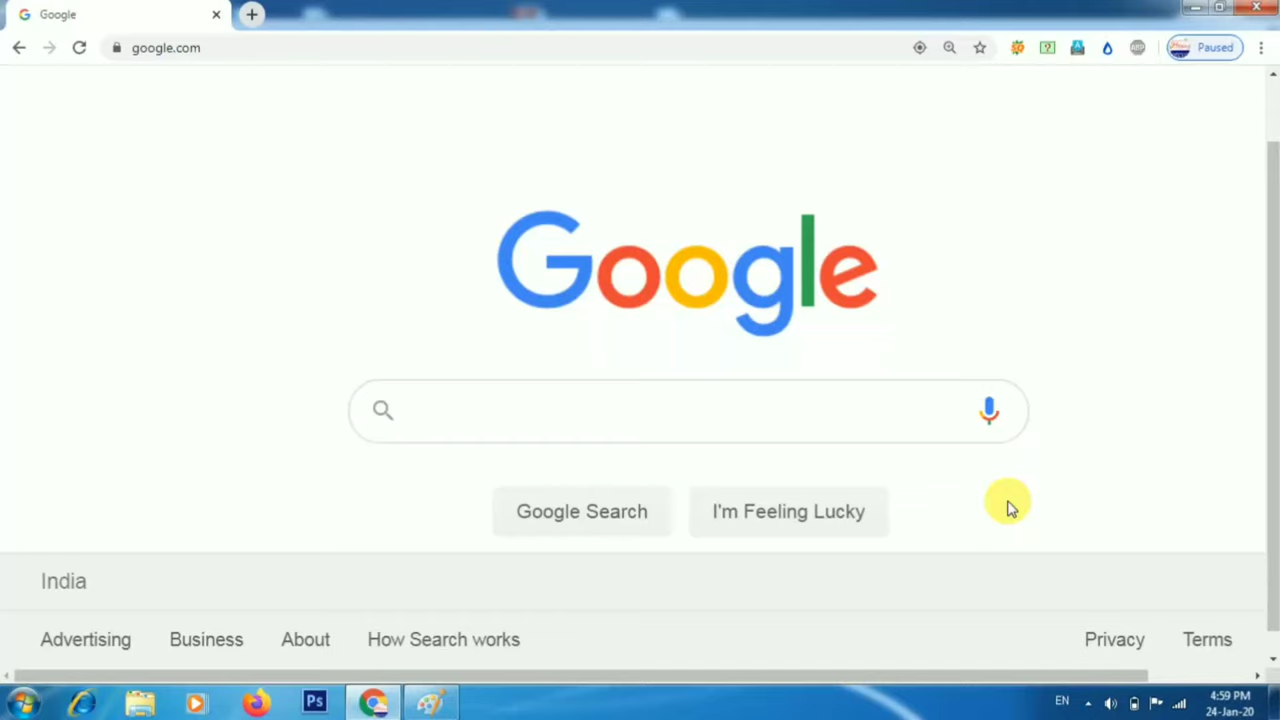 Google
google.com
Paused
Google
Google Search
I'm Feeling Lucky
India
Advertising
Business
About
How Search works
Privacy
Terms
Ps
EN
4:59 PM
24-Jan-20